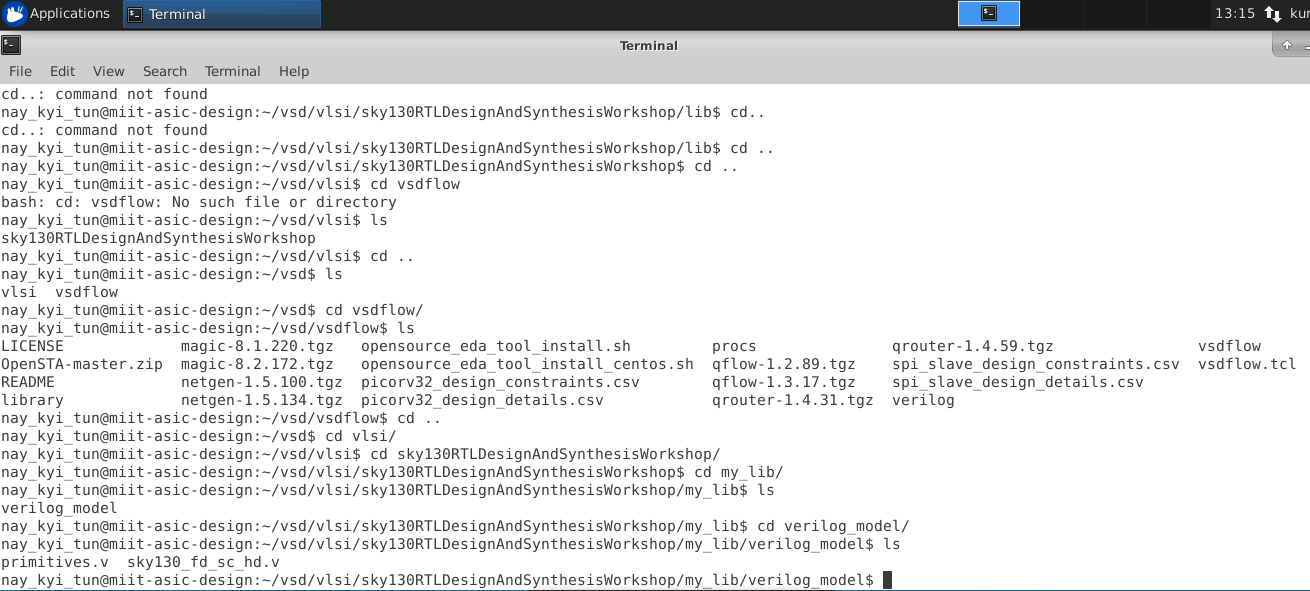 Applications Terminal 13:15 kur
Terminal
File Edit View Search Terminal Help
cd..: command not found
nay_kyi_tun@miit-asic-design:~/vsd/vlsi/sky130RTLDesignAndSynthesisWorkshop/lib$ cd..
cd..: command not found
nay_kyi_tun@miit-asic-design:~/vsd/vlsi/sky130RTLDesignAndSynthesisWorkshop/lib$ cd ..
nay_kyi_tun@miit-asic-design:~/vsd/vlsi/sky130RTLDesignAndSynthesisWorkshop$ cd ..
nay_kyi_tun@miit-asic-design:~/vsd/vlsi$ cd vsdflow
bash: cd: vsdflow: No such file or directory
nay_kyi_tun@miit-asic-design:~/vsd/vlsi$ ls
sky130RTLDesignAndSynthesisWorkshop
nay_kyi_tun@miit-asic-design:~/vsd/vlsi$ cd ..
nay_kyi_tun@miit-asic-design:~/vsd$ ls
vlsi  vsdflow
nay_kyi_tun@miit-asic-design:~/vsd$ cd vsdflow/
nay_kyi_tun@miit-asic-design:~/vsd/vsdflow$ ls
LICENSE             magic-8.1.220.tgz   opensource_eda_tool_install.sh         procs             qrouter-1.4.59.tgz                vsdflow
OpenSTA-master.zip  magic-8.2.172.tgz   opensource_eda_tool_install_centos.sh  qflow-1.2.89.tgz  spi_slave_design_constraints.csv  vsdflow.tcl
README              netgen-1.5.100.tgz  picorv32_design_constraints.csv        qflow-1.3.17.tgz  spi_slave_design_details.csv
library             netgen-1.5.134.tgz  picorv32_design_details.csv            qrouter-1.4.31.tgz  verilog
nay_kyi_tun@miit-asic-design:~/vsd/vsdflow$ cd ..
nay_kyi_tun@miit-asic-design:~/vsd$ cd vlsi/
nay_kyi_tun@miit-asic-design:~/vsd/vlsi$ cd sky130RTLDesignAndSynthesisWorkshop/
nay_kyi_tun@miit-asic-design:~/vsd/vlsi/sky130RTLDesignAndSynthesisWorkshop$ cd my_lib/
nay_kyi_tun@miit-asic-design:~/vsd/vlsi/sky130RTLDesignAndSynthesisWorkshop/my_lib$ ls
verilog_model
nay_kyi_tun@miit-asic-design:~/vsd/vlsi/sky130RTLDesignAndSynthesisWorkshop/my_lib$ cd verilog_model/
nay_kyi_tun@miit-asic-design:~/vsd/vlsi/sky130RTLDesignAndSynthesisWorkshop/my_lib/verilog_model$ ls
primitives.v  sky130_fd_sc_hd.v
nay_kyi_tun@miit-asic-design:~/vsd/vlsi/sky130RTLDesignAndSynthesisWorkshop/my_lib/verilog_model$